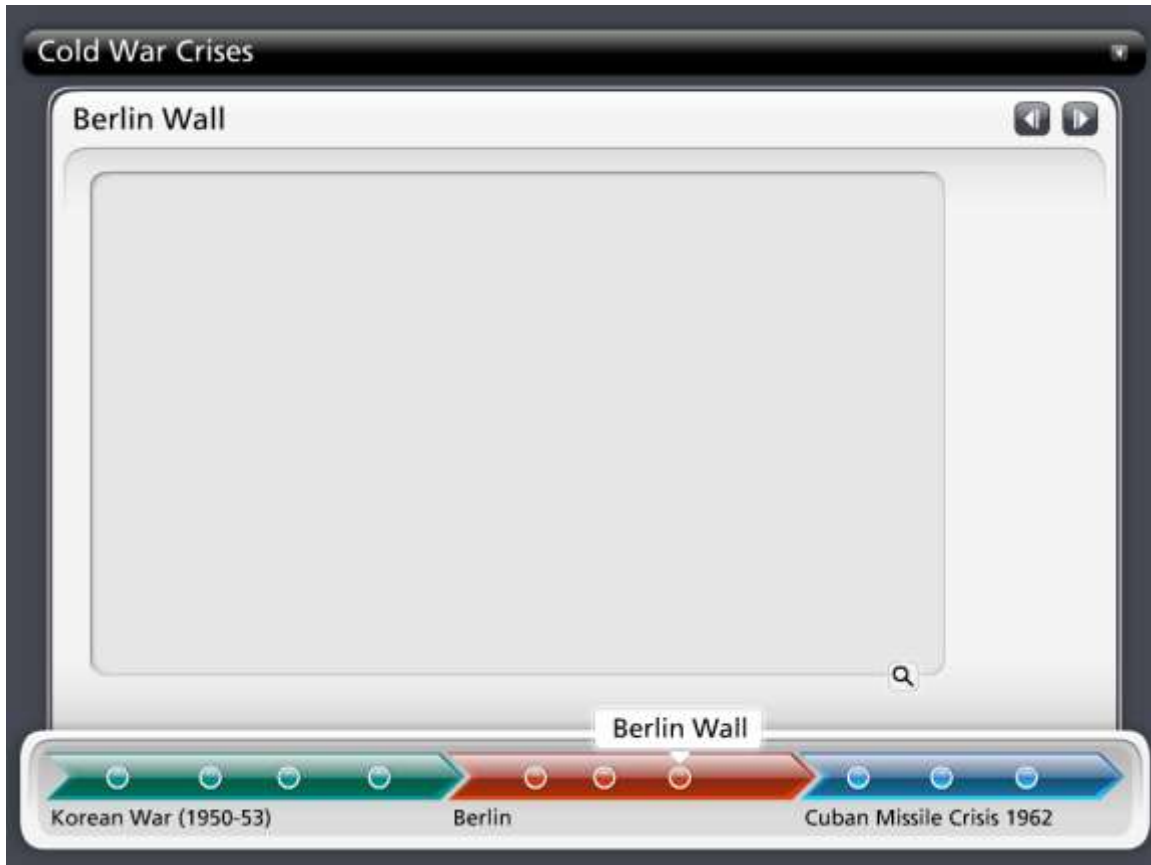 Cold War Crises
Berlin Wall
Berlin Wall
Korean War (1950-53)
Berlin
Cuban Missile Crisis 1962